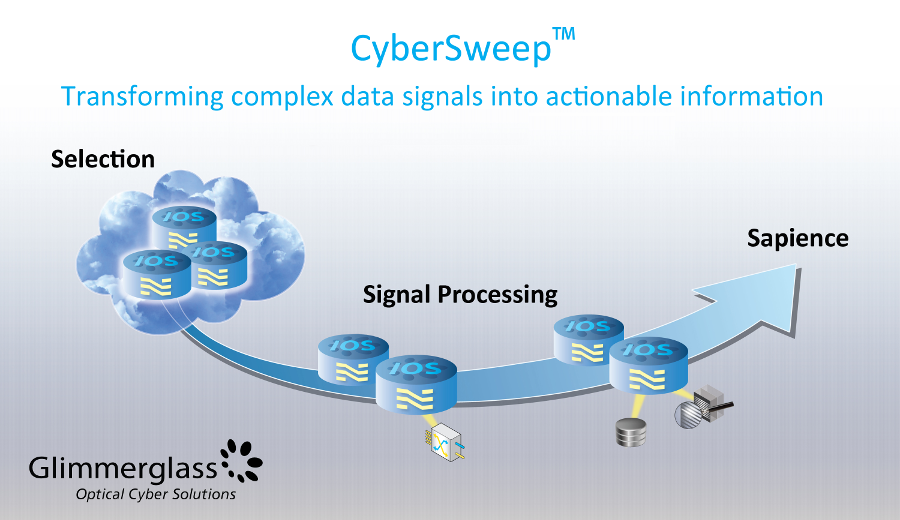 CyberSweep™
Transforming complex data signals into actionable information
Selection
IOS
IOS
IOS
Sapience
Signal Processing
IOS
IOS
IOS
IOS
Glimmerglass
Optical Cyber Solutions